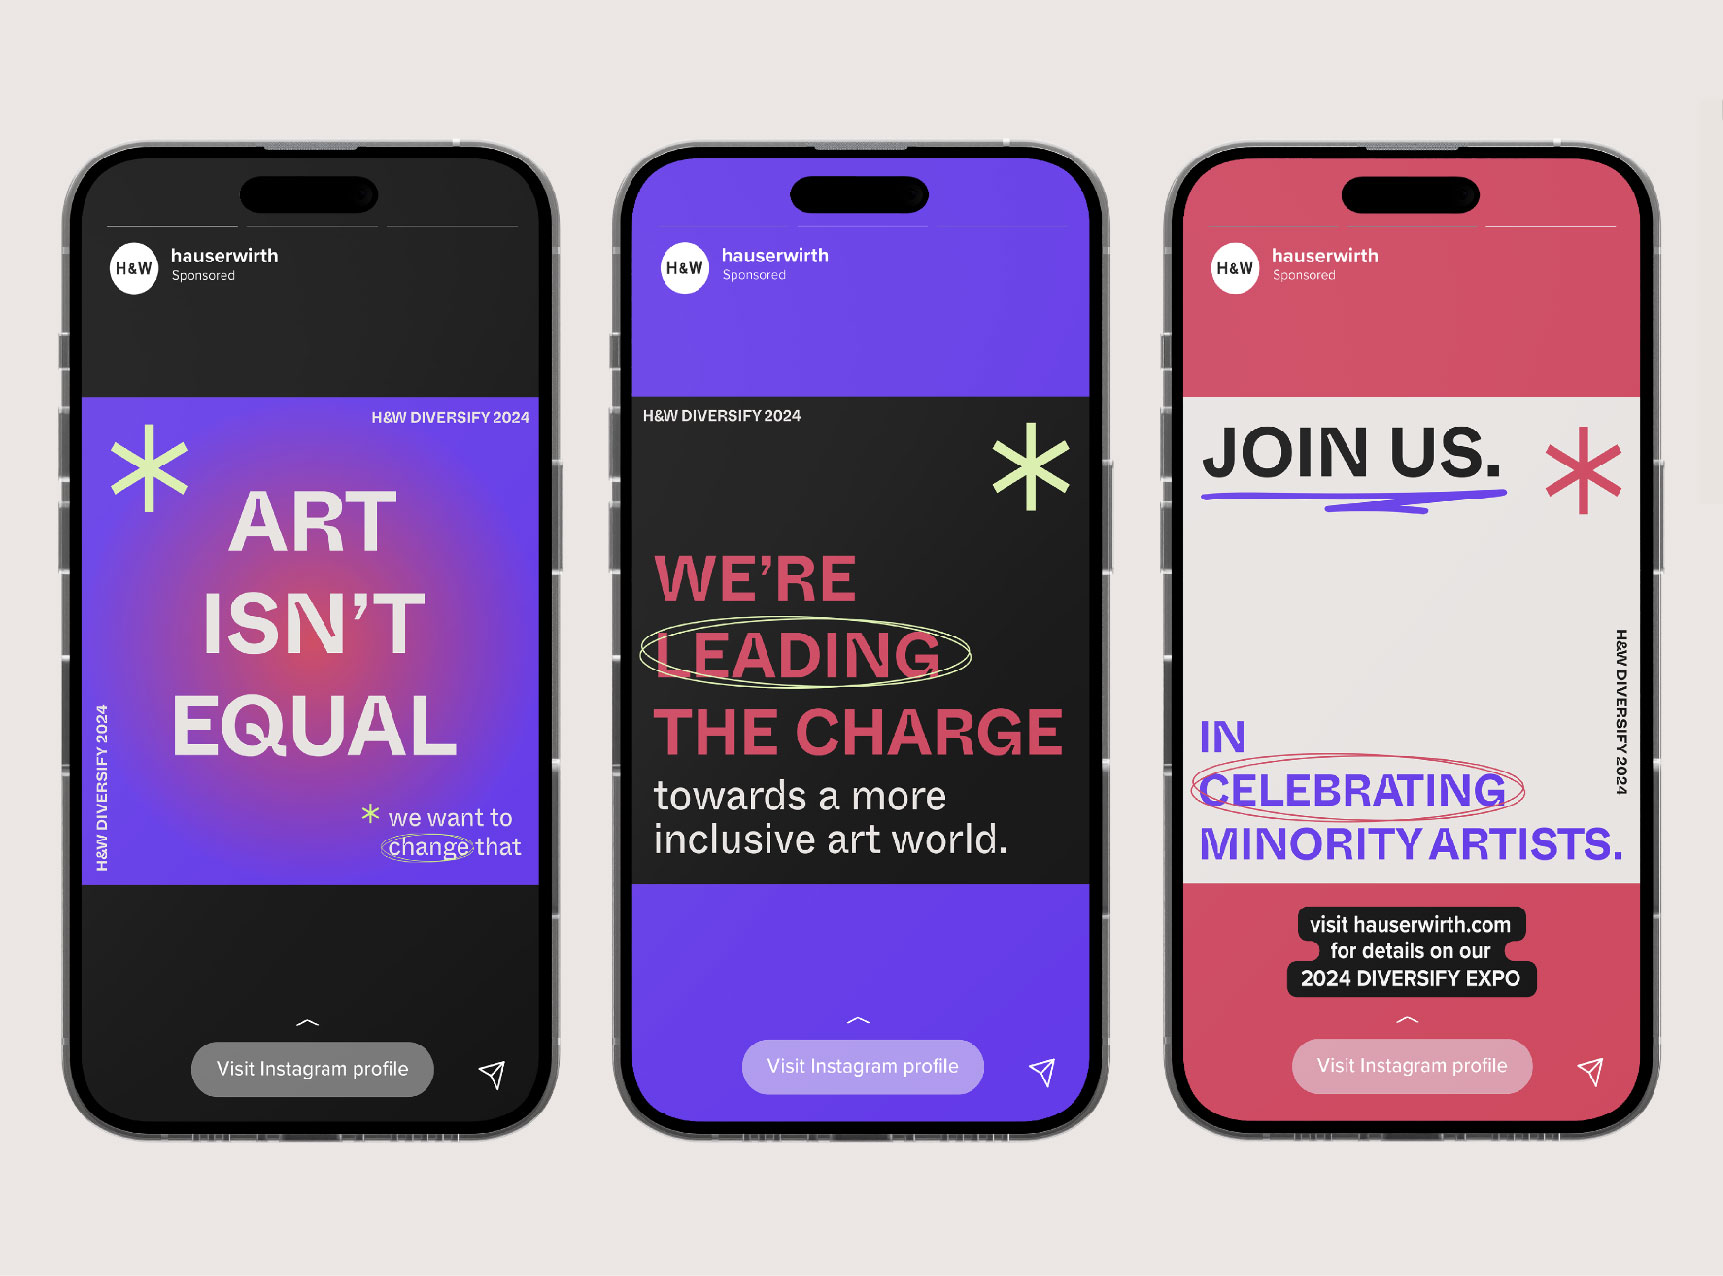 H&W
hauserwirth
Sponsored
H&W DIVERSIFY 2024
ART
ISN'T
EQUAL
H&W DIVERSIFY 2024
* we want to
change that
Visit Instagram profile
H&W
hauserwirth
Sponsored
H&W DIVERSIFY 2024
WE'RE
LEADING
THE CHARGE
towards a more
inclusive art world.
Visit Instagram profile
H&W
hauserwirth
Sponsored
JOIN US.
H&W DIVERSIFY 2024
IN
CELEBRATING
MINORITY ARTISTS.
visit hauserwirth.com
for details on our
2024 DIVERSIFY EXPO
Visit Instagram profile